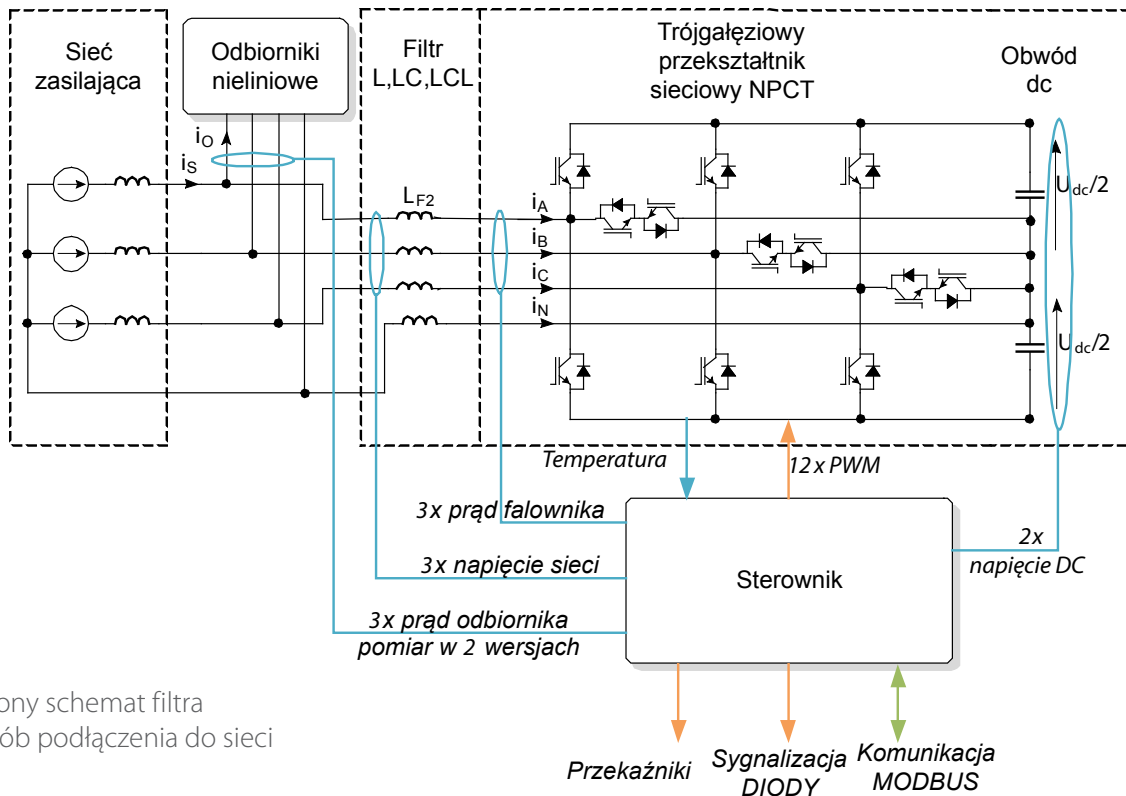 Sieć
zasilająca
Odbiorniki
nieliniowe
Filtr
L,LC,LCL
Trójgałęziowy
przekształtnik
sieciowy NPCT
Obwód
dc
iO
iS
LF2
iA
iB
iC
iN
Udc/2
Udc/2
Temperatura
12x PWM
3x prąd falownika
3x napięcie sieci
3x prąd odbiornika
pomiar w 2 wersjach
Sterownik
2x
napięcie DC
ony schemat filtra
ób podłączenia do sieci
Przekaźniki
Sygnalizacja
DIODY
Komunikacja
MODBUS